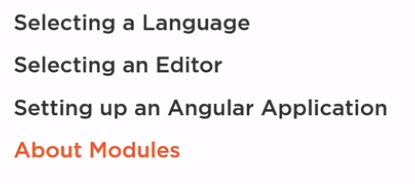 Selecting a Language
Selecting an Editor
Setting up an Angular Application
About Modules